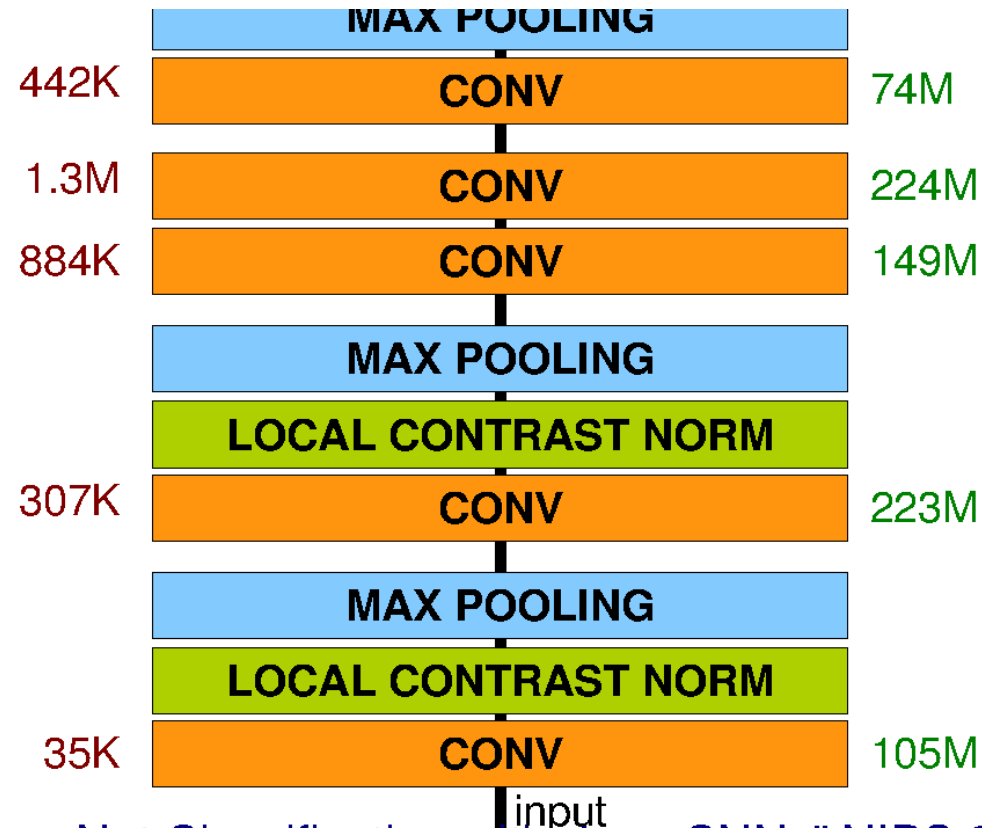 MAX POOLING
442K CONV 74M
1.3M CONV 224M
884K CONV 149M
MAX POOLING
LOCAL CONTRAST NORM
307K CONV 223M
MAX POOLING
LOCAL CONTRAST NORM
35K CONV 105M
input
NIPS